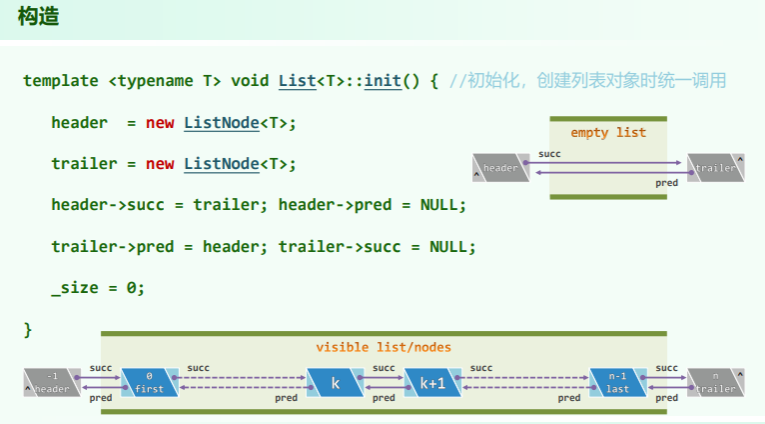 构造
template <typename T> void List<T>::init() { //初始化，创建列表对象时统一调用
header = new ListNode<T>;
trailer = new ListNode<T>;
header->succ = trailer; header->pred = NULL;
trailer->pred = header; trailer->succ = NULL;
_size = 0;
}
empty list
succ
^ header
trailer ^
pred
visible list/nodes
succ succ succ succ succ
-1 0 k k+1 n-1 n
^ header first last trailer ^
pred pred pred pred pred